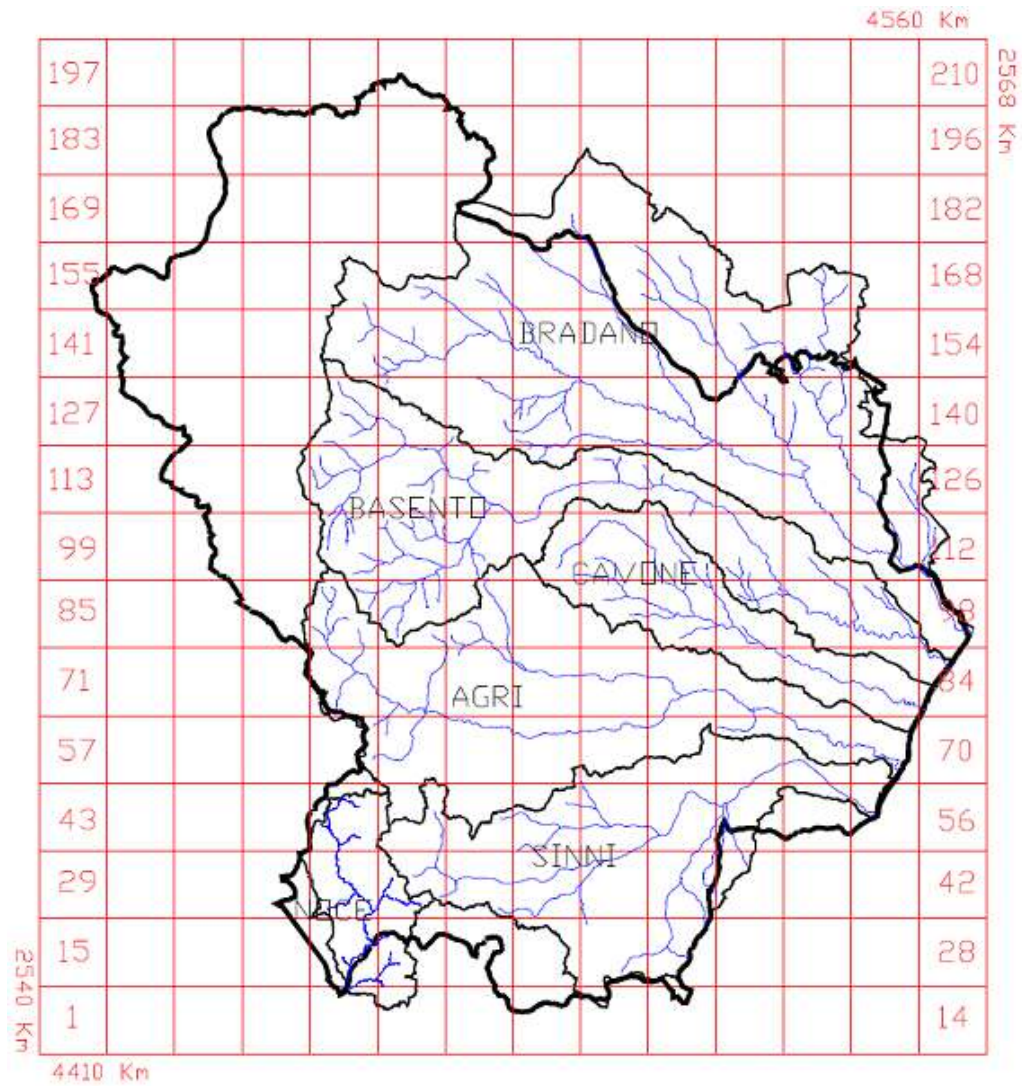 4560 Km
197 210
2568 Km
183 196
169 182
155 168
BRADANO
141 154
127 140
113 126
BASENTO
99 112
CAVONE
85 98
71 AGRI 84
57 70
43 56
SINNI
29 42
NOCE
15 28
2540 Km
1 14
4410 Km